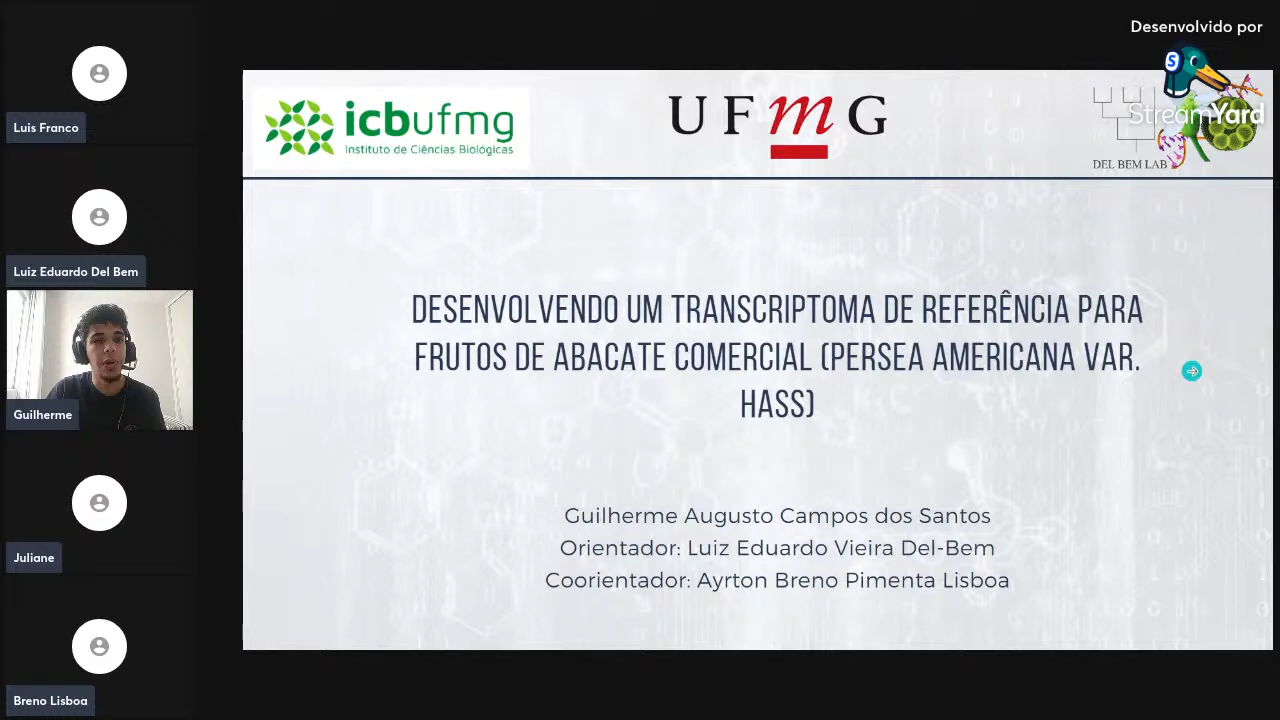 Desenvolvido por
StreamYard
Luis Franco
Luiz Eduardo Del Bem
Guilherme
Juliane
Breno Lisboa
icbufmg
Instituto de Ciências Biológicas
UFmG
DEL BEM LAB
DESENVOLVENDO UM TRANSCRIPTOMA DE REFERÊNCIA PARA
FRUTOS DE ABACATE COMERCIAL (PERSEA AMERICANA VAR.
HASS)
Guilherme Augusto Campos dos Santos
Orientador: Luiz Eduardo Vieira Del-Bem
Coorientador: Ayrton Breno Pimenta Lisboa